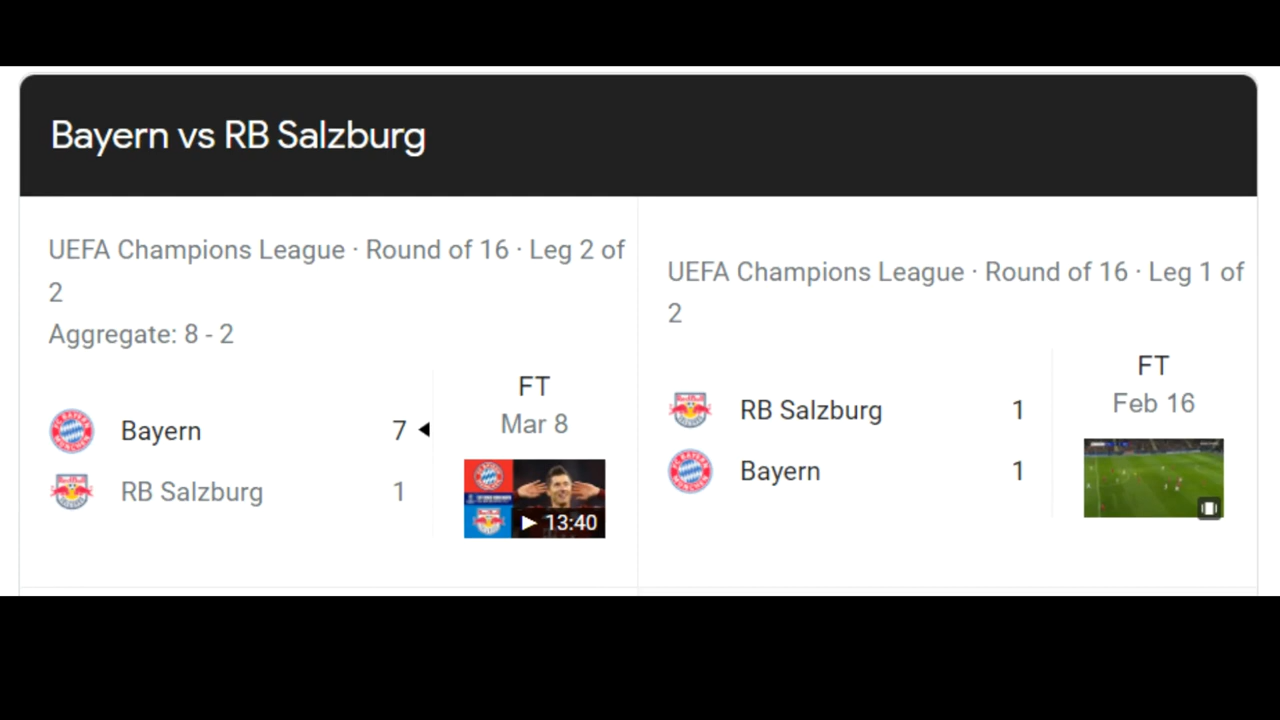 Bayern vs RB Salzburg
UEFA Champions League · Round of 16 · Leg 2 of
2
Aggregate: 8 - 2
Bayern 7
RB Salzburg 1
FT
Mar 8
13:40
UEFA Champions League · Round of 16 · Leg 1 of
2
RB Salzburg 1
Bayern 1
FT
Feb 16